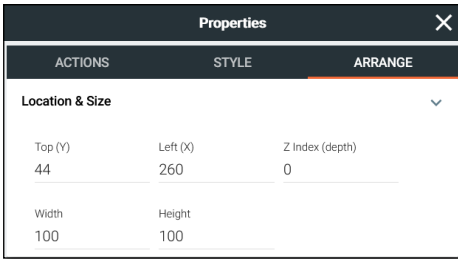 Properties
ACTIONS STYLE ARRANGE
Location & Size
Top (Y) Left (X) Z Index (depth)
44 260 0
Width Height
100 100